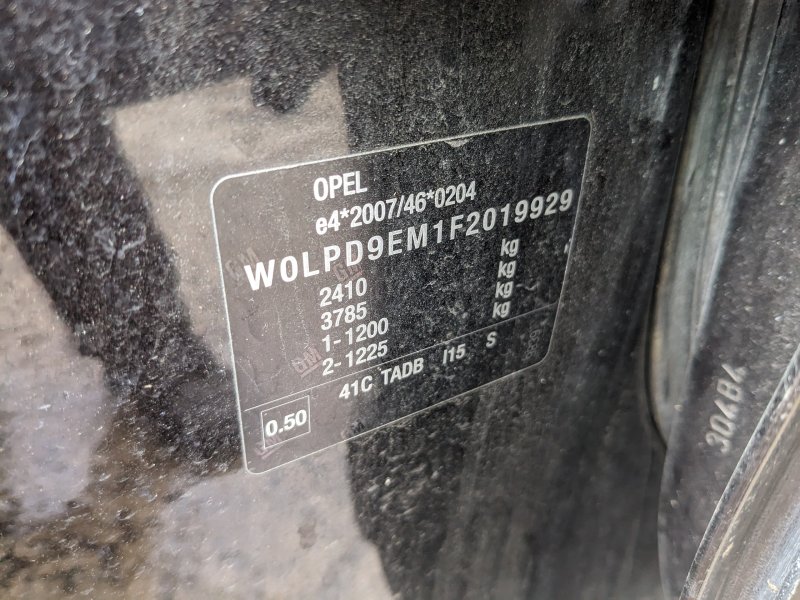 OPEL
e4*2007/46*0204
W0LPD9EM1F2019929
2410 kg
3785 kg
1-1200 kg
2-1225 kg
0.50 41C TADB I15 S
304B4